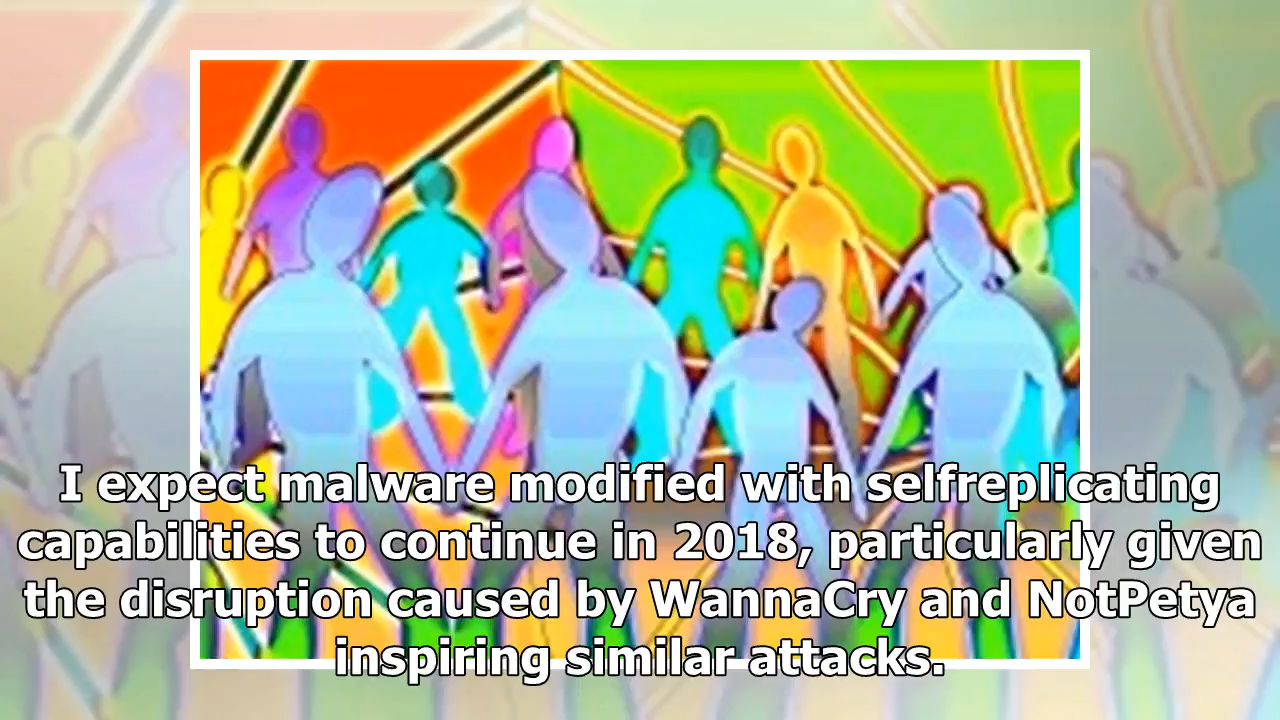 I expect malware modified with selfreplicating
capabilities to continue in 2018, particularly given
the disruption caused by WannaCry and NotPetya
inspiring similar attacks.